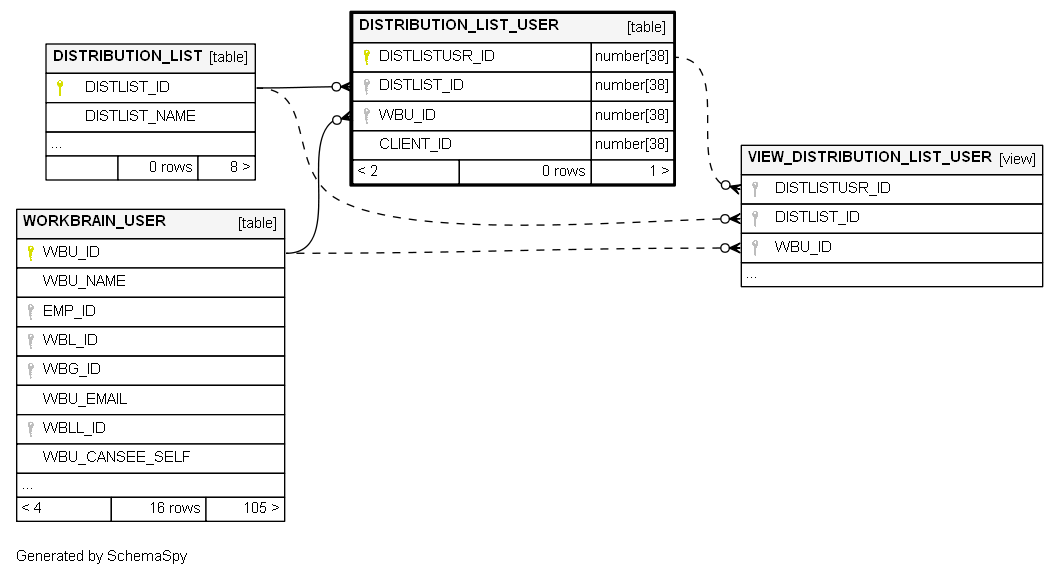 DISTRIBUTION_LIST [table]
DISTLIST_ID
DISTLIST_NAME
...
0 rows 8 >
DISTRIBUTION_LIST_USER [table]
DISTLISTUSR_ID number[38]
DISTLIST_ID number[38]
WBU_ID number[38]
CLIENT_ID number[38]
< 2 0 rows 1 >
VIEW_DISTRIBUTION_LIST_USER [view]
DISTLISTUSR_ID
DISTLIST_ID
WBU_ID
...
WORKBRAIN_USER [table]
WBU_ID
WBU_NAME
EMP_ID
WBL_ID
WBG_ID
WBU_EMAIL
WBLL_ID
WBU_CANSEE_SELF
...
< 4 16 rows 105 >
Generated by SchemaSpy